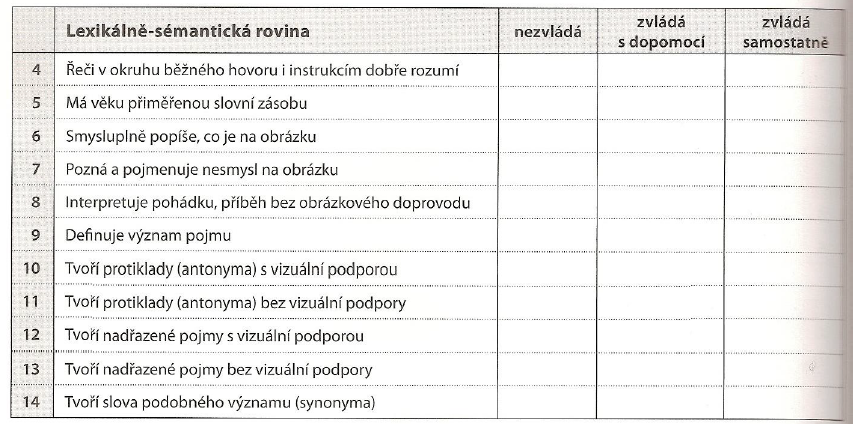 Lexikálně-sémantická rovina nezvládá zvládá s dopomocí zvládá samostatně
4 Řeči v okruhu běžného hovoru i instrukcím dobře rozumí
5 Má věku přiměřenou slovní zásobu
6 Smysluplně popíše, co je na obrázku
7 Pozná a pojmenuje nesmysl na obrázku
8 Interpretuje pohádku, příběh bez obrázkového doprovodu
9 Definuje význam pojmu
10 Tvoří protiklady (antonyma) s vizuální podporou
11 Tvoří protiklady (antonyma) bez vizuální podpory
12 Tvoří nadřazené pojmy s vizuální podporou
13 Tvoří nadřazené pojmy bez vizuální podpory
14 Tvoří slova podobného významu (synonyma)